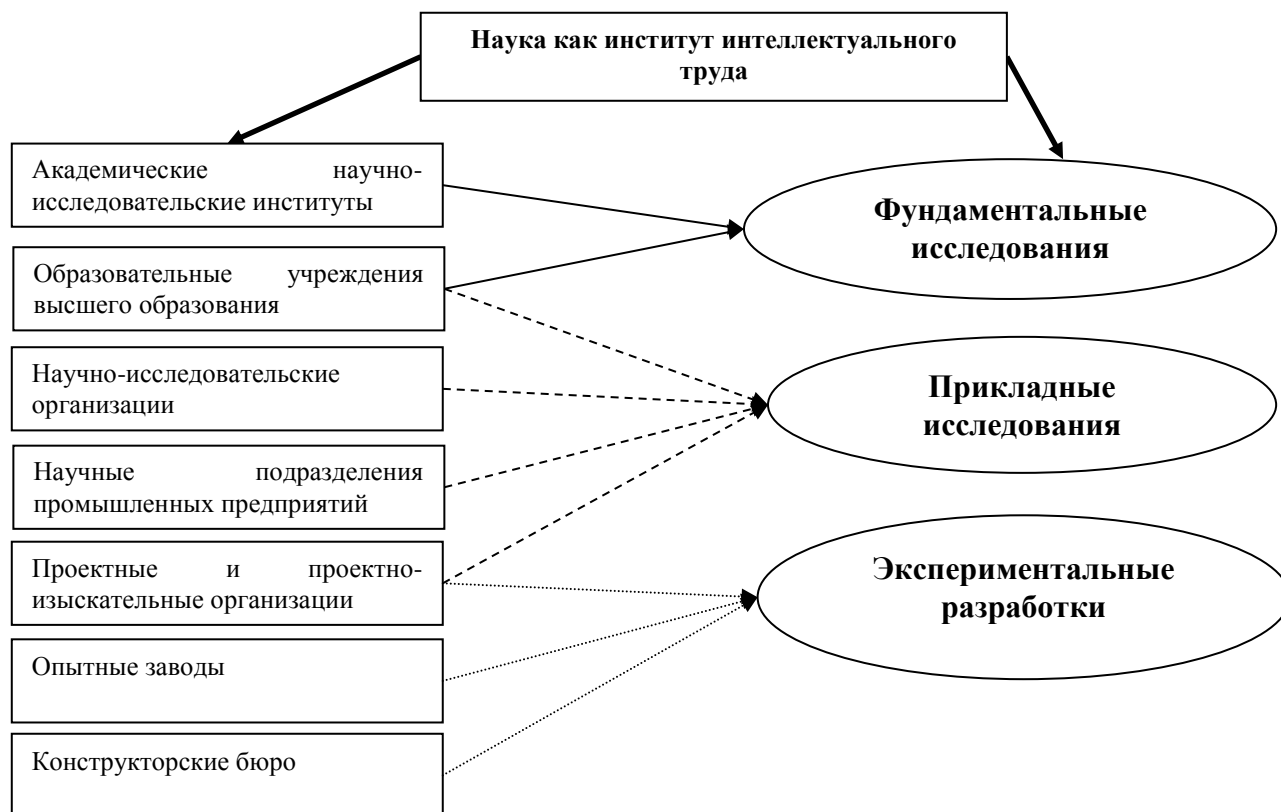 Наука как институт интеллектуального
труда
Академические научно-
исследовательские институты
Образовательные учреждения
высшего образования
Научно-исследовательские
организации
Научные подразделения
промышленных предприятий
Проектные и проектно-
изыскательные организации
Опытные заводы
Конструкторские бюро
Фундаментальные
исследования
Прикладные
исследования
Экспериментальные
разработки